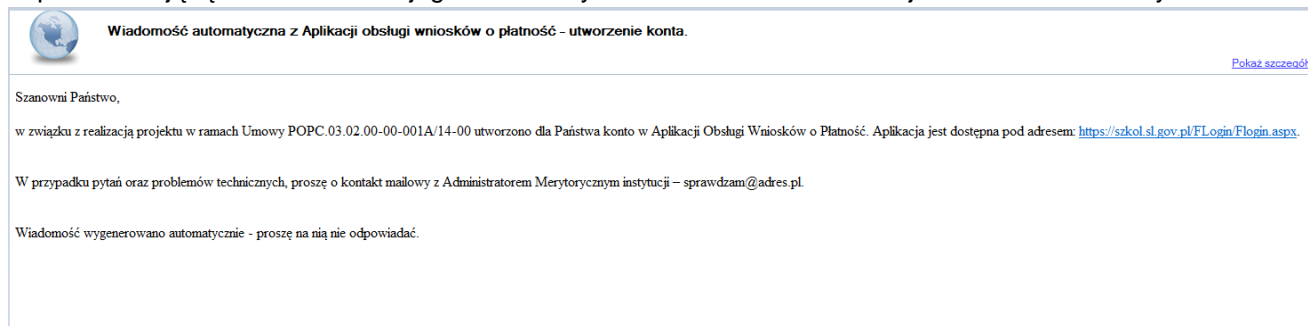 Wiadomość automatyczna z Aplikacji obsługi wniosków o płatność - utworzenie konta.
Pokaż szczegół
Szanowni Państwo,
w związku z realizacją projektu w ramach Umowy POPC.03.02.00-00-001A/14-00 utworzono dla Państwa konto w Aplikacji Obsługi Wniosków o Płatność. Aplikacja jest dostępna pod adresem: https://szkol.sl.gov.pl/FLogin/Flogin.aspx.
W przypadku pytań oraz problemów technicznych, proszę o kontakt mailowy z Administratorem Merytorycznym instytucji – sprawdzam@adres.pl.
Wiadomość wygenerowano automatycznie - proszę na nią nie odpowiadać.